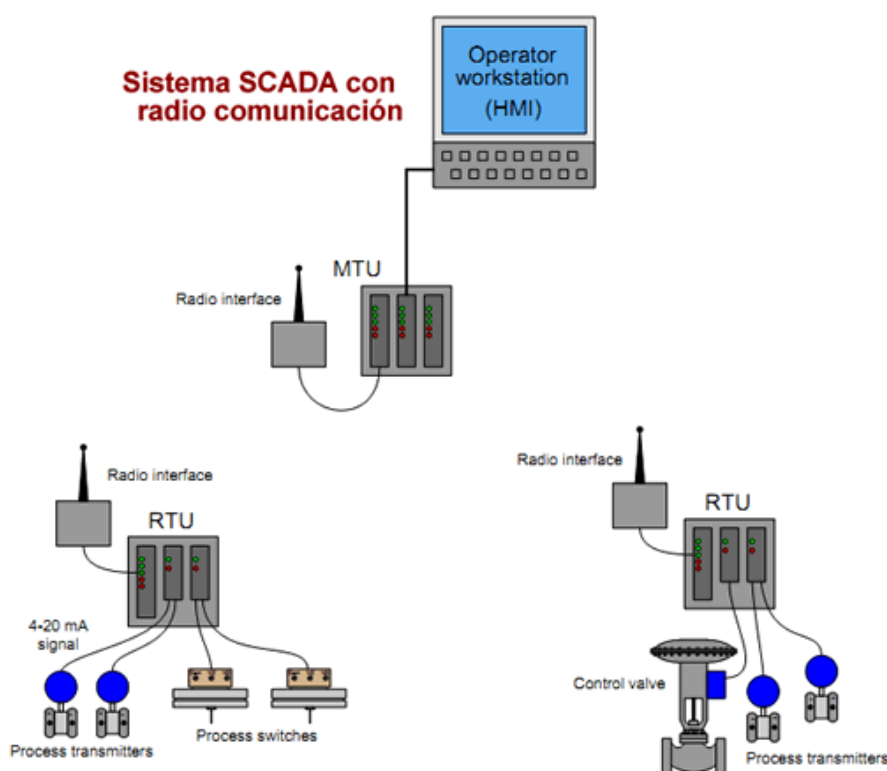 Sistema SCADA con
radio comunicación
Operator
workstation
(HMI)
MTU
Radio interface
Radio interface
RTU
4-20 mA
signal
Process transmitters
Process switches
Radio interface
RTU
Control valve
Process transmitters